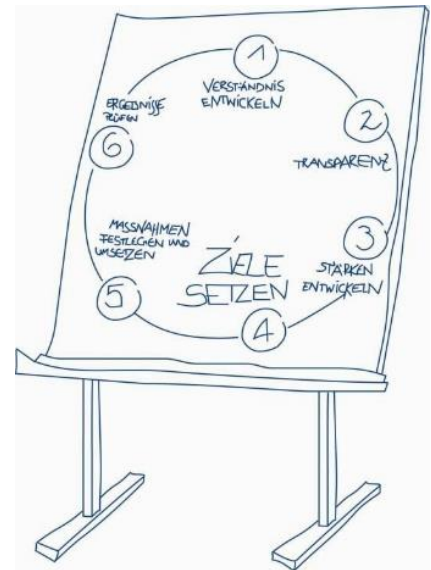 1
VERSTÄNDNIS
ENTWICKELN
2
TRANSPARENZ
3
STÄRKEN
ENTWICKELN
ZIELE
SETZEN
4
MASSNAHMEN
FESTLEGEN UND
UMSETZEN
5
ERGEBNISSE
PRÜFEN
6